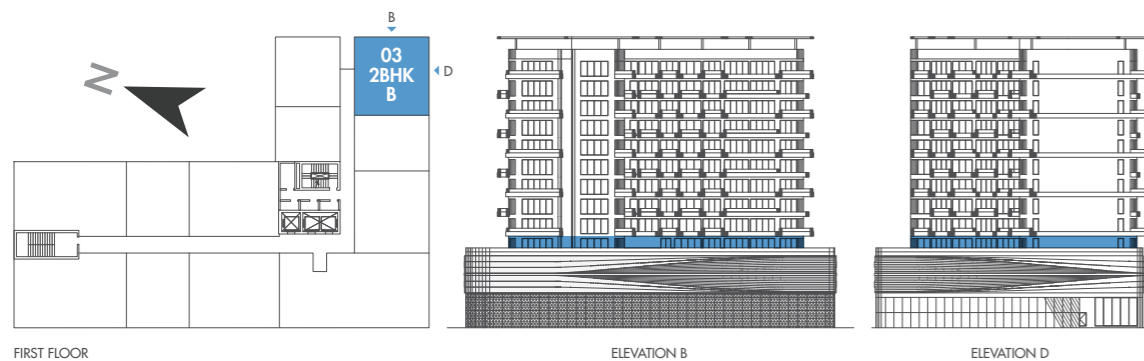 B
03
2BHK
B
D
N
FIRST FLOOR
ELEVATION B
ELEVATION D